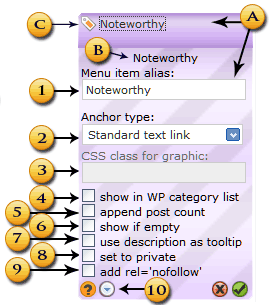 C Noteworthy A
B Noteworthy
Menu item alias:
1 Noteworthy
Anchor type:
2 Standard text link
CSS class for graphic:
3
4 show in WP category list
5 append post count
6 show if empty
7 use description as tooltip
8 set to private
9 add rel='nofollow'
? 10